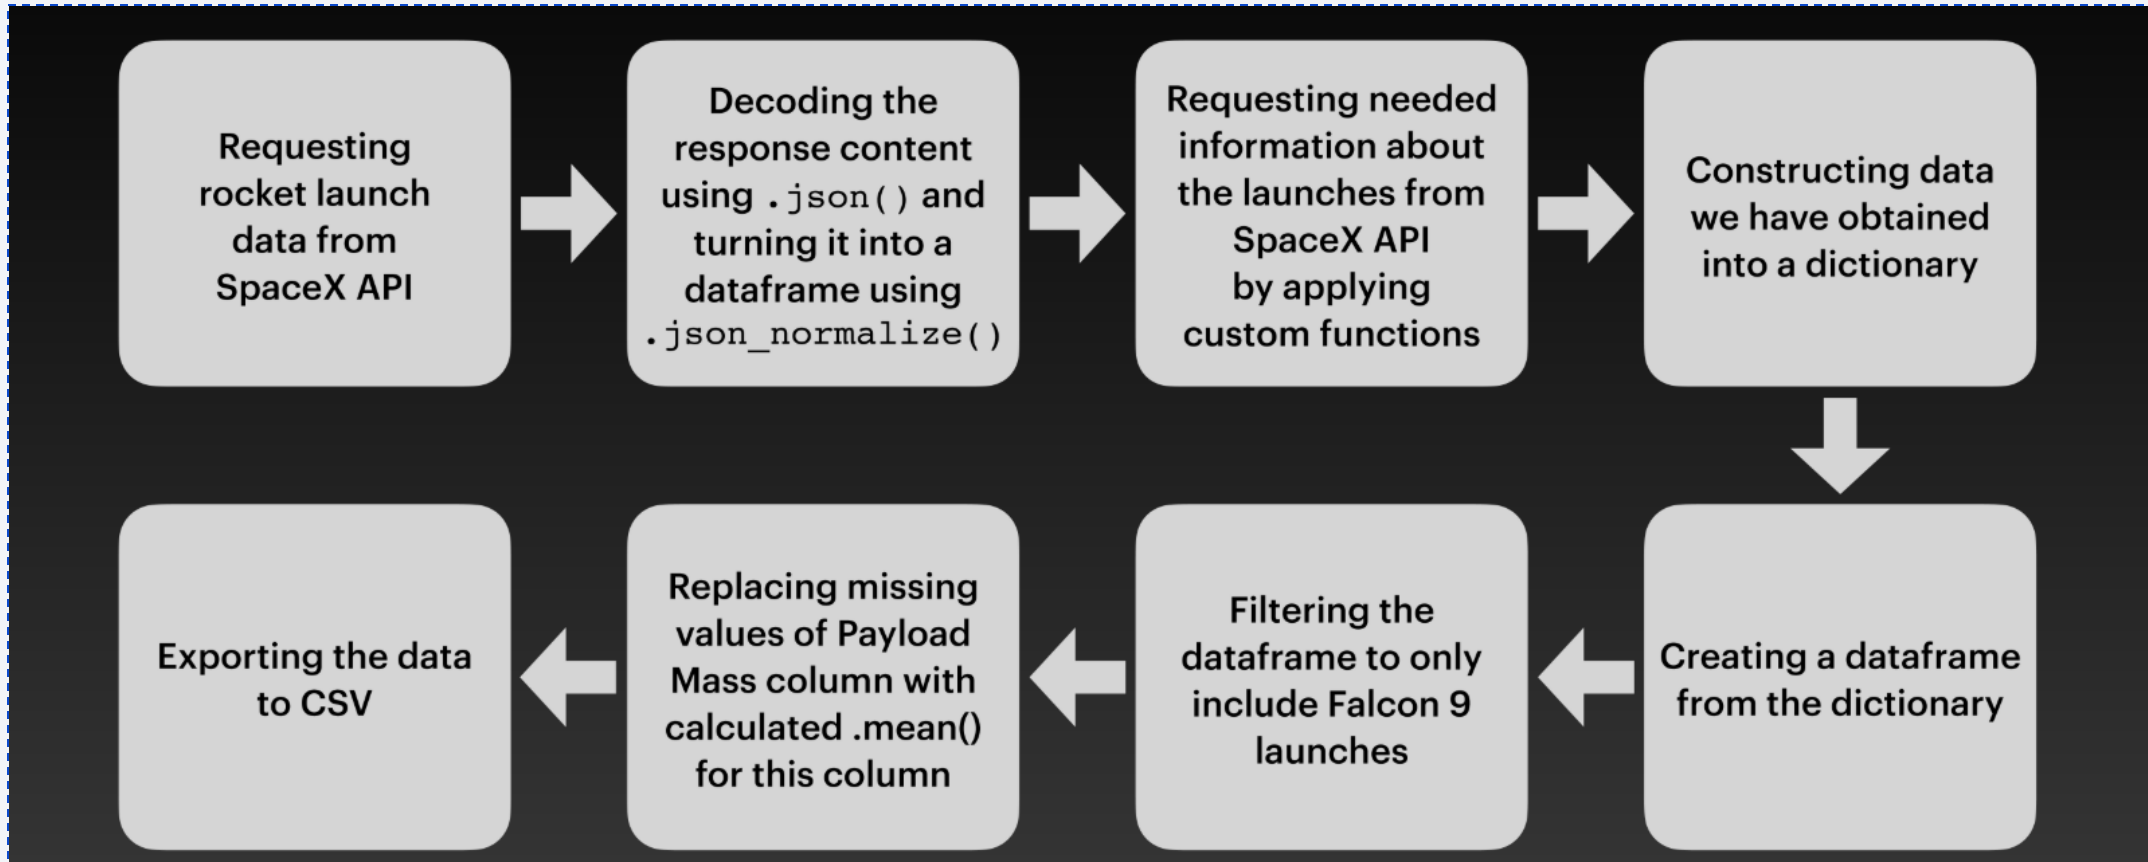 Requesting
rocket launch
data from
SpaceX API
Decoding the
response content
using .json() and
turning it into a
dataframe using
.json_normalize()
Requesting needed
information about
the launches from
SpaceX API
by applying
custom functions
Constructing data
we have obtained
into a dictionary
Creating a dataframe
from the dictionary
Filtering the
dataframe to only
include Falcon 9
launches
Replacing missing
values of Payload
Mass column with
calculated .mean()
for this column
Exporting the data
to CSV